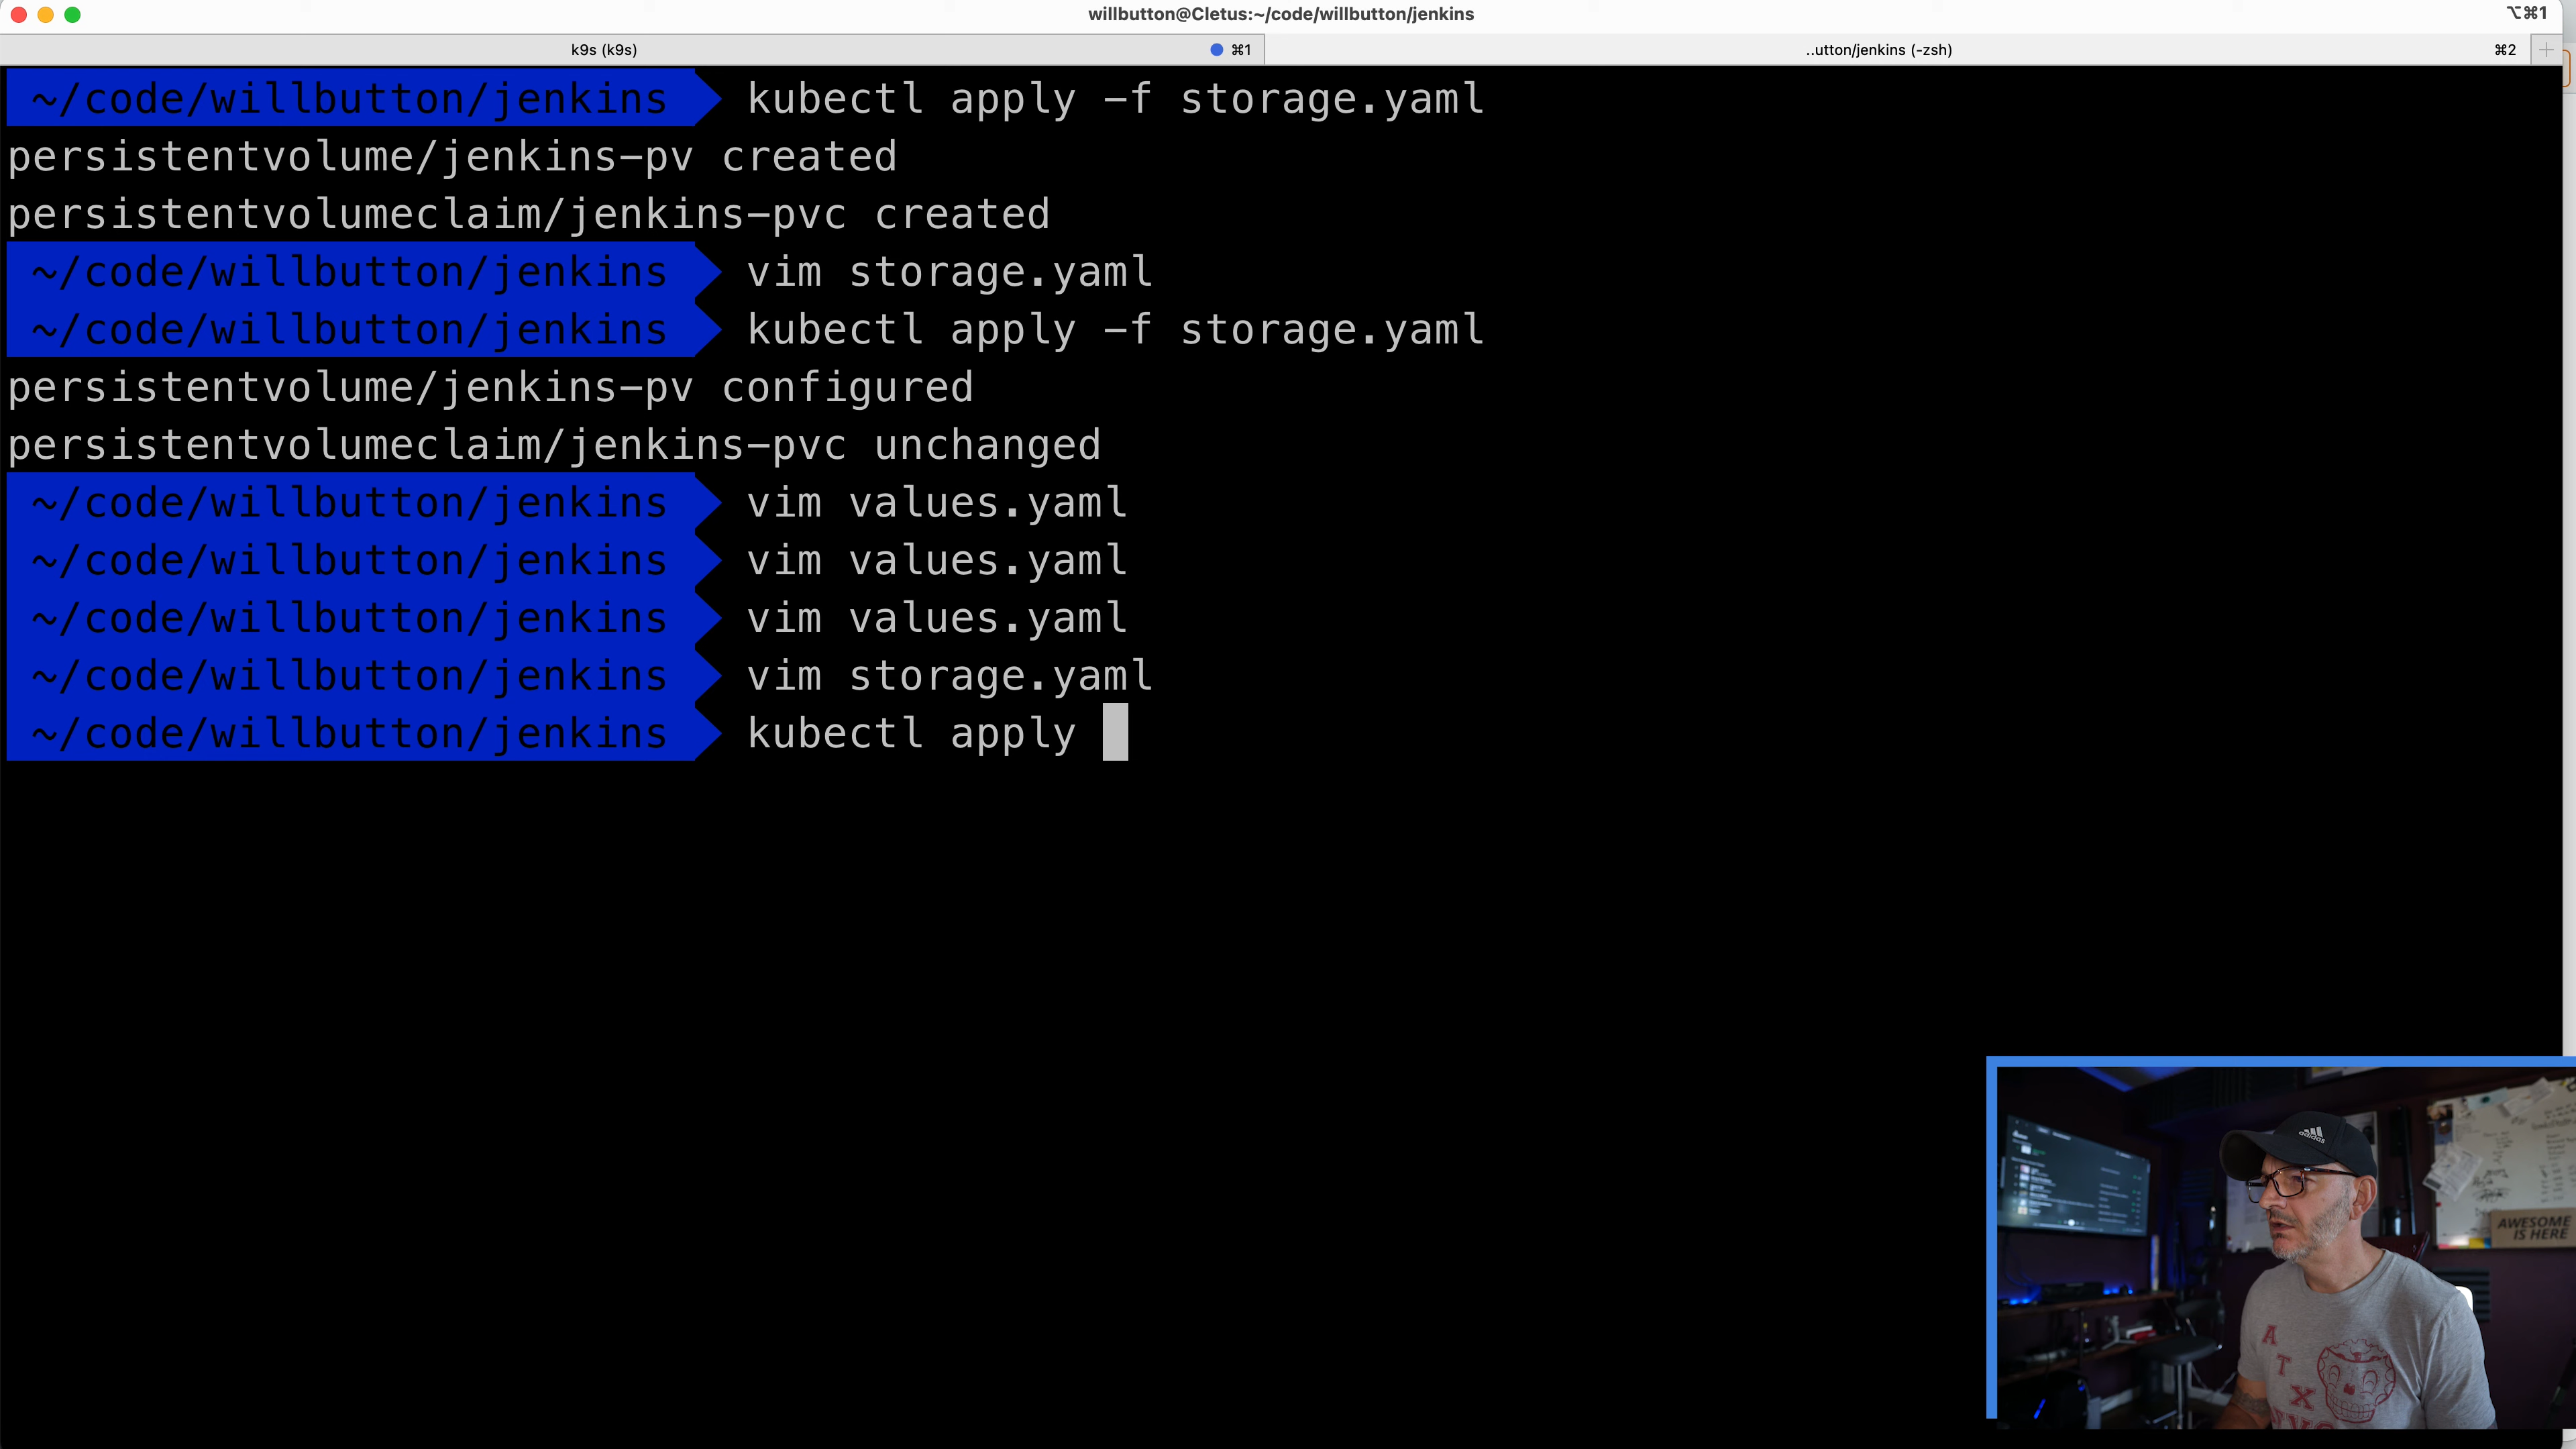 willbutton@Cletus:~/code/willbutton/jenkins
⌥⌘1
k9s (k9s)
⌘1
..utton/jenkins (-zsh)
⌘2
~/code/willbutton/jenkins kubectl apply -f storage.yaml
persistentvolume/jenkins-pv created
persistentvolumeclaim/jenkins-pvc created
~/code/willbutton/jenkins vim storage.yaml
~/code/willbutton/jenkins kubectl apply -f storage.yaml
persistentvolume/jenkins-pv configured
persistentvolumeclaim/jenkins-pvc unchanged
~/code/willbutton/jenkins vim values.yaml
~/code/willbutton/jenkins vim values.yaml
~/code/willbutton/jenkins vim values.yaml
~/code/willbutton/jenkins vim storage.yaml
~/code/willbutton/jenkins kubectl apply
adidas
AWESOME
IS HERE
A
T
X